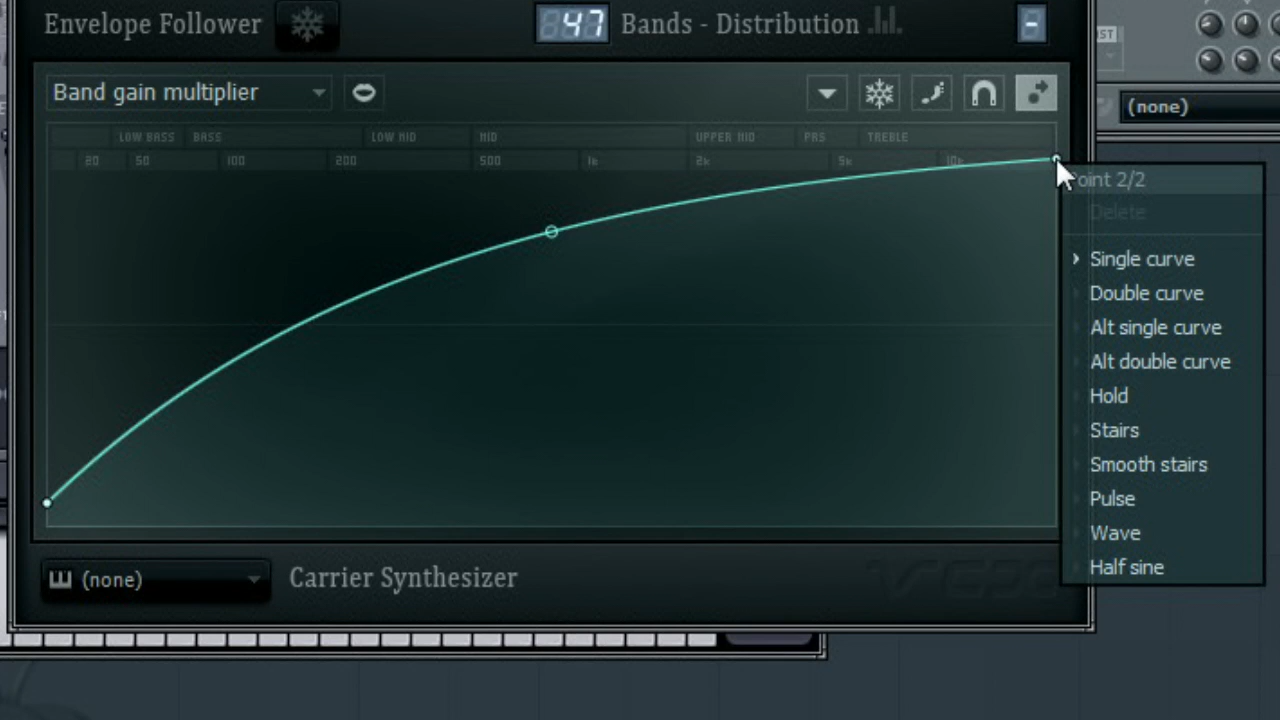 Envelope Follower
47 Bands - Distribution
-
Band gain multiplier
(none)
LOW BASS BASS LOW MID MID UPPER MID PRS TREBLE
20 50 100 200 500 1k 2k 9k 10k
Point 2/2
Delete
Single curve
Double curve
Alt single curve
Alt double curve
Hold
Stairs
Smooth stairs
Pulse
Wave
Half sine
(none) Carrier Synthesizer